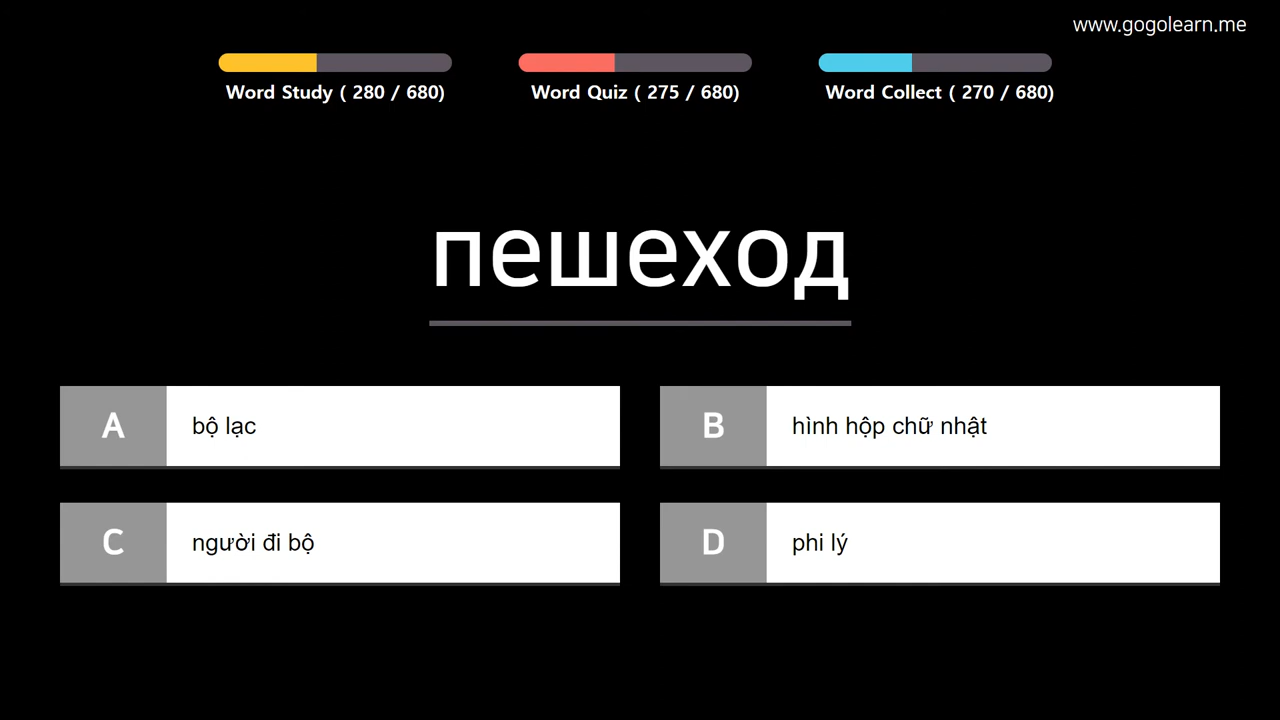 www.gogolearn.me
Word Study ( 280 / 680)
Word Quiz ( 275 / 680)
Word Collect ( 270 / 680)
пешеход
A
bộ lạc
B
hình hộp chữ nhật
C
người đi bộ
D
phi lý